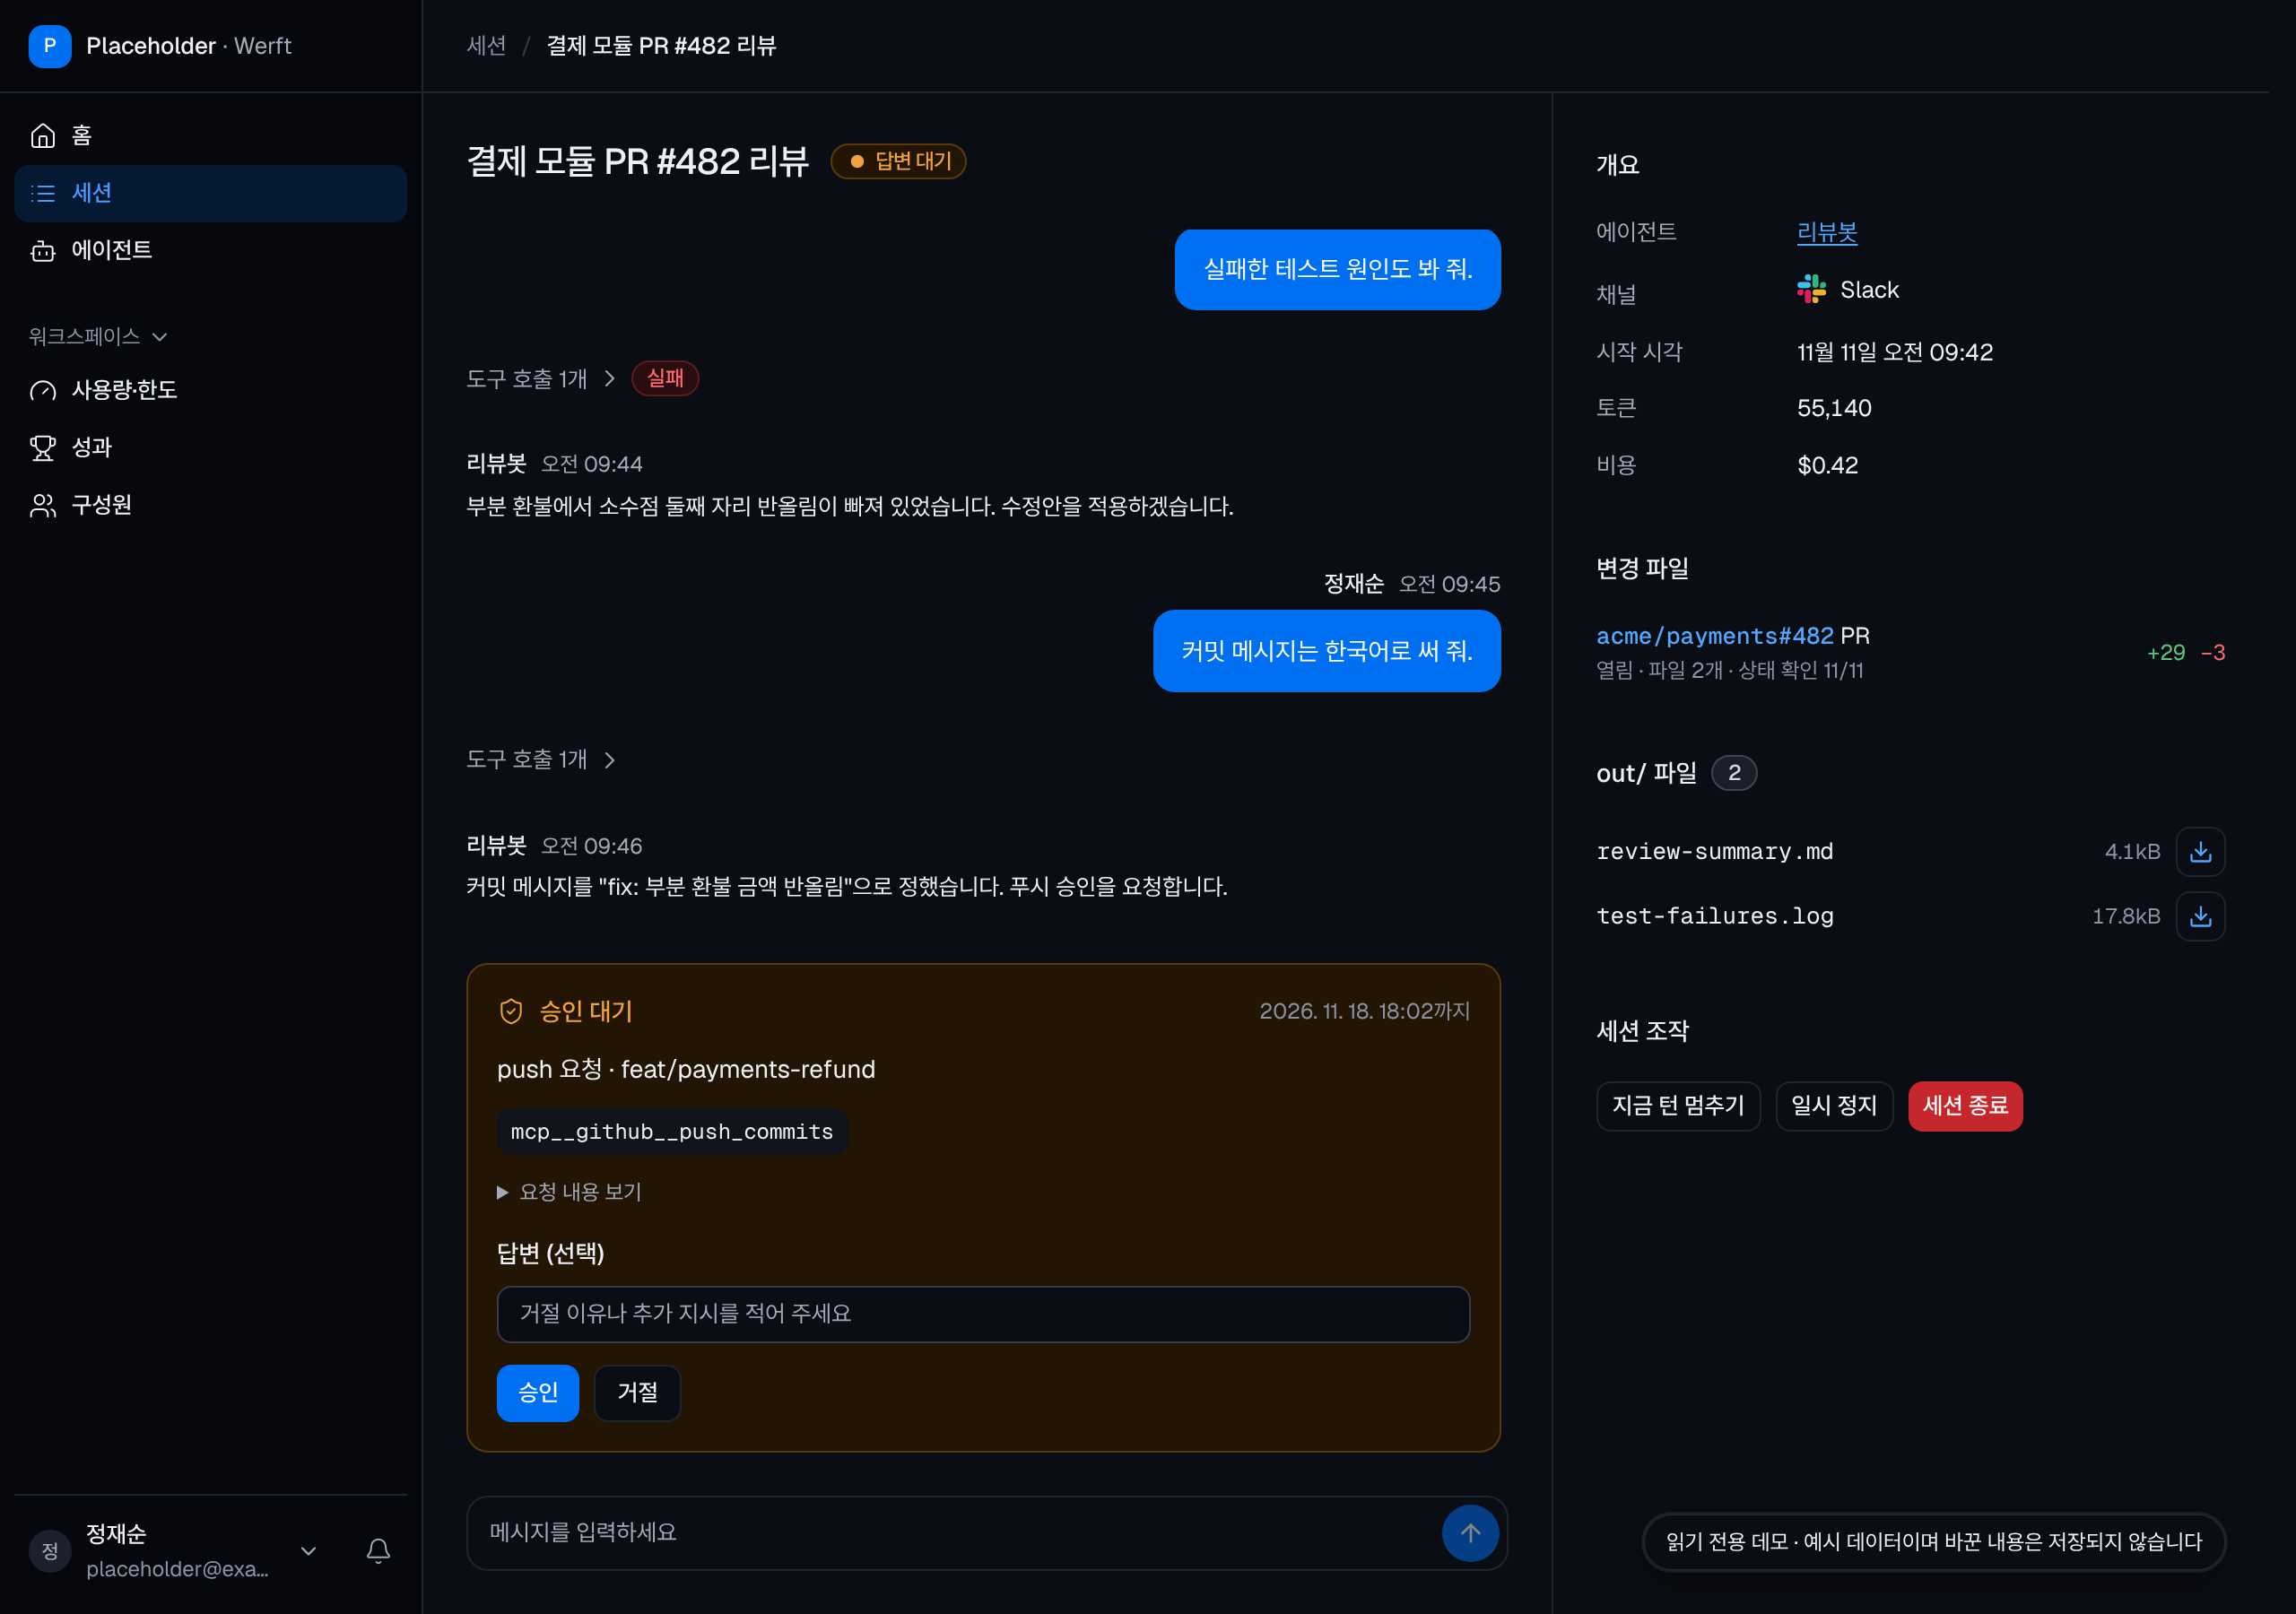 P
Placeholder · Werft
세션 / 결제 모듈 PR #482 리뷰
홈
세션
에이전트
워크스페이스
사용량·한도
성과
구성원
정
정재순
placeholder@exa...
결제 모듈 PR #482 리뷰
답변 대기
실패한 테스트 원인도 봐 줘.
도구 호출 1개
실패
리뷰봇 오전 09:44
부분 환불에서 소수점 둘째 자리 반올림이 빠져 있었습니다. 수정안을 적용하겠습니다.
정재순 오전 09:45
커밋 메시지는 한국어로 써 줘.
도구 호출 1개
리뷰봇 오전 09:46
커밋 메시지를 "fix: 부분 환불 금액 반올림"으로 정했습니다. 푸시 승인을 요청합니다.
승인 대기
2026. 11. 18. 18:02까지
push 요청 · feat/payments-refund
mcp__github__push_commits
요청 내용 보기
답변 (선택)
거절 이유나 추가 지시를 적어 주세요
승인
거절
메시지를 입력하세요
개요
에이전트 리뷰봇
채널 Slack
시작 시각 11월 11일 오전 09:42
토큰 55,140
비용 $0.42
변경 파일
acme/payments#482 PR
열림 · 파일 2개 · 상태 확인 11/11
+29 −3
out/ 파일 2
review-summary.md 4.1kB
test-failures.log 17.8kB
세션 조작
지금 턴 멈추기
일시 정지
세션 종료
읽기 전용 데모 · 예시 데이터이며 바꾼 내용은 저장되지 않습니다